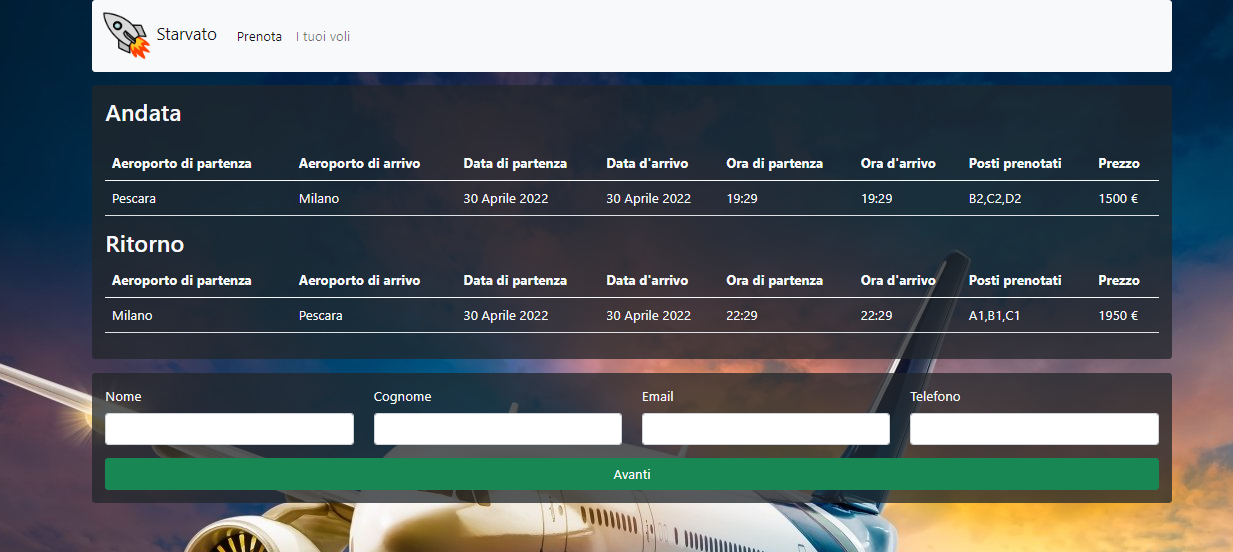 Starvato Prenota I tuoi voli
Andata
Aeroporto di partenza Aeroporto di arrivo Data di partenza Data d'arrivo Ora di partenza Ora d'arrivo Posti prenotati Prezzo
Pescara Milano 30 Aprile 2022 30 Aprile 2022 19:29 19:29 B2,C2,D2 1500 €
Ritorno
Aeroporto di partenza Aeroporto di arrivo Data di partenza Data d'arrivo Ora di partenza Ora d'arrivo Posti prenotati Prezzo
Milano Pescara 30 Aprile 2022 30 Aprile 2022 22:29 22:29 A1,B1,C1 1950 €
Nome Cognome Email Telefono
Avanti